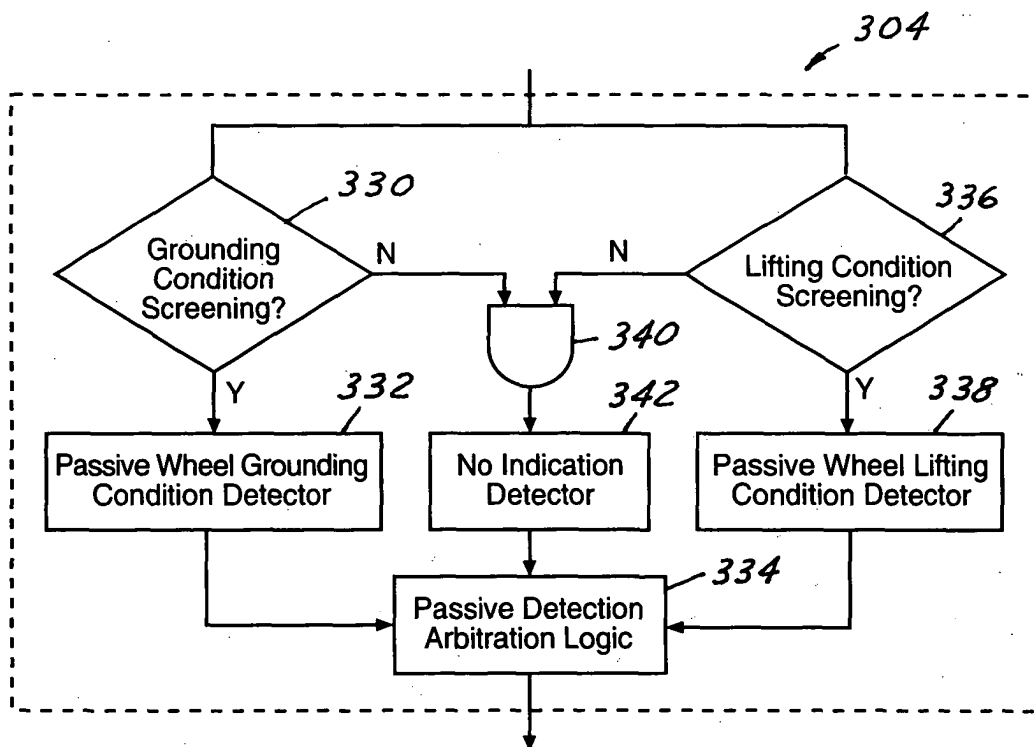 304
330
Grounding
Condition
Screening?
N
Y
336
Lifting Condition
Screening?
N
Y
340
332
Passive Wheel Grounding
Condition Detector
342
No Indication
Detector
338
Passive Wheel Lifting
Condition Detector
334
Passive Detection
Arbitration Logic